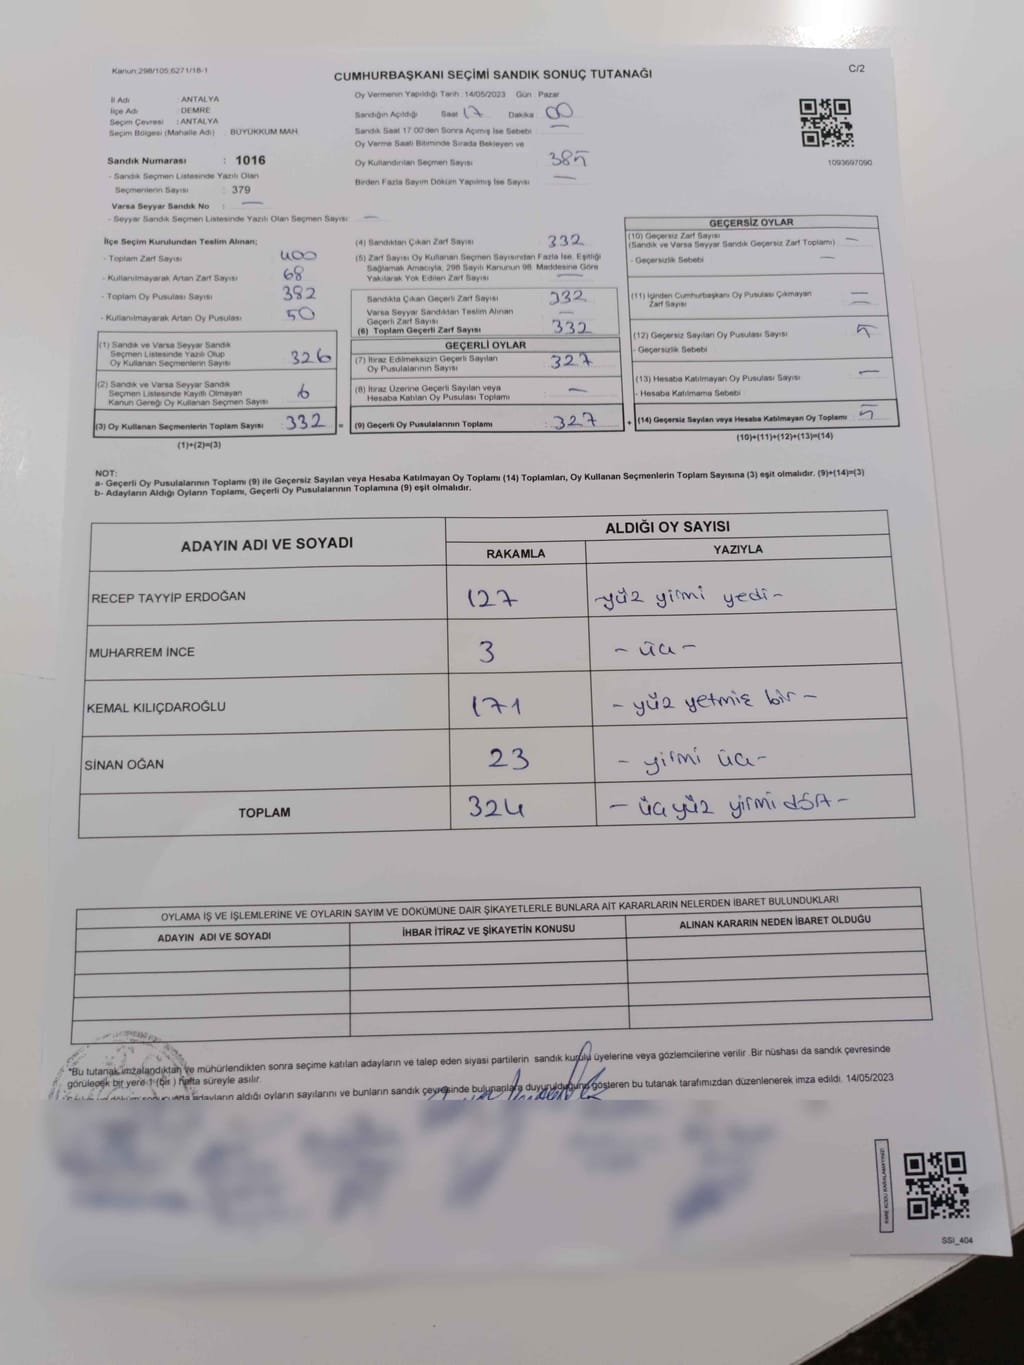 Kanun:298/105:6271/18-1
C/2
CUMHURBAŞKANI SEÇİMİ SANDIK SONUÇ TUTANAĞI
İl Adı : ANTALYA
İlçe Adı : DEMRE
Seçim Çevresi : ANTALYA
Seçim Bölgesi (Mahalle Adı) : BÜYÜKKUM MAH.
Sandık Numarası : 1016
- Sandık Seçmen Listesinde Yazılı Olan
Seçmenlerin Sayısı : 379
Varsa Seyyar Sandık No : —
- Seyyar Sandık Seçmen Listesinde Yazılı Olan Seçmen Sayısı: —
Oy Vermenin Yapıldığı Tarih :14/05/2023 Gün : Pazar
Sandığın Açıldığı Saat 17 Dakika : 00
Sandık Saat 17:00'den Sonra Açımış İse Sebebi : —
Oy Verme Saati Bitiminde Sırada Bekleyen ve
Oy Kullandırılan Seçmen Sayısı : 385
Birden Fazla Sayım Döküm Yapılmış İse Sayısı : —
1093697090
İlçe Seçim Kurulundan Teslim Alınan;
- Toplam Zarf Sayısı : 400
- Kullanılmayarak Artan Zarf Sayısı : 68
- Toplam Oy Pusulası Sayısı : 382
- Kullanılmayarak Artan Oy Pusulası : 50
(1) Sandık ve Varsa Seyyar Sandık
Seçmen Listesinde Yazılı Olup
Oy Kullanan Seçmenlerin Sayısı : 326
(2) Sandık ve Varsa Seyyar Sandık
Seçmen Listesinde Kayıtlı Olmayan
Kanun Gereği Oy Kullanan Seçmen Sayısı : 6
(3) Oy Kullanan Seçmenlerin Toplam Sayısı : 332
(1)+(2)=(3)
(4) Sandıktan Çıkan Zarf Sayısı : 332
(5) Zarf Sayısı Oy Kullanan Seçmen Sayısından Fazla İse, Eşitliği
Sağlamak Amacıyla, 298 Sayılı Kanunun 98. Maddesine Göre
Yakılarak Yok Edilen Zarf Sayısı : —
Sandıkta Çıkan Geçerli Zarf Sayısı : 332
Varsa Seyyar Sandıktan Teslim Alınan
Geçerli Zarf Sayısı : —
(6) Toplam Geçerli Zarf Sayısı : 332
GEÇERLİ OYLAR
(7) İtiraz Edilmeksizin Geçerli Sayılan
Oy Pusulalarının Sayısı : 327
(8) İtiraz Üzerine Geçerli Sayılan veya
Hesaba Katılan Oy Pusulası Toplamı : —
= (9) Geçerli Oy Pusulalarının Toplamı : 327
GEÇERSİZ OYLAR
(10) Geçersiz Zarf Sayısı
(Sandık ve Varsa Seyyar Sandık Geçersiz Zarf Toplamı) : —
- Geçersizlik Sebebi : —
(11) İçinden Cumhurbaşkanı Oy Pusulası Çıkmayan
Zarf Sayısı : —
(12) Geçersiz Sayılan Oy Pusulası Sayısı : 5
- Geçersizlik Sebebi
(13) Hesaba Katılmayan Oy Pusulası Sayısı : —
- Hesaba Katılmama Sebebi :
+ (14) Geçersiz Sayılan veya Hesaba Katılmayan Oy Toplamı : 5
(10)+(11)+(12)+(13)=(14)
NOT:
a- Geçerli Oy Pusulalarının Toplamı (9) ile Geçersiz Sayılan veya Hesaba Katılmayan Oy Toplamı (14) Toplamları, Oy Kullanan Seçmenlerin Toplam Sayısına (3) eşit olmalıdır. (9)+(14)=(3)
b- Adayların Aldığı Oyların Toplamı, Geçerli Oy Pusulalarının Toplamına (9) eşit olmalıdır.
ADAYIN ADI VE SOYADI
ALDIĞI OY SAYISI
RAKAMLA YAZIYLA
RECEP TAYYİP ERDOĞAN 127 -yüz yirmi yedi-
MUHARREM İNCE 3 - üç -
KEMAL KILIÇDAROĞLU 171 - yüz yetmiş bir -
SİNAN OĞAN 23 - yirmi üç -
TOPLAM 324 - üç yüz yirmi dört -
OYLAMA İŞ VE İŞLEMLERİNE VE OYLARIN SAYIM VE DÖKÜMÜNE DAİR ŞİKAYETLERLE BUNLARA AİT KARARLARIN NELERDEN İBARET BULUNDUKLARI
ADAYIN ADI VE SOYADI İHBAR İTİRAZ VE ŞİKAYETİN KONUSU ALINAN KARARIN NEDEN İBARET OLDUĞU
*Bu tutanak imzalandıktan ve mühürlendikten sonra seçime katılan adayların ve talep eden siyasi partilerin sandık kurulu üyelerine veya gözlemcilerine verilir .Bir nüshası da sandık çevresinde
görülecek bir yere 1 (bir ) hafta süreyle asılır.
adayların aldığı oyların sayılarını ve bunların sandık çevresinde bulunanlara duyurulduğunu gösteren bu tutanak tarafımızdan düzenlenerek imza edildi. 14/05/2023
SSI_404